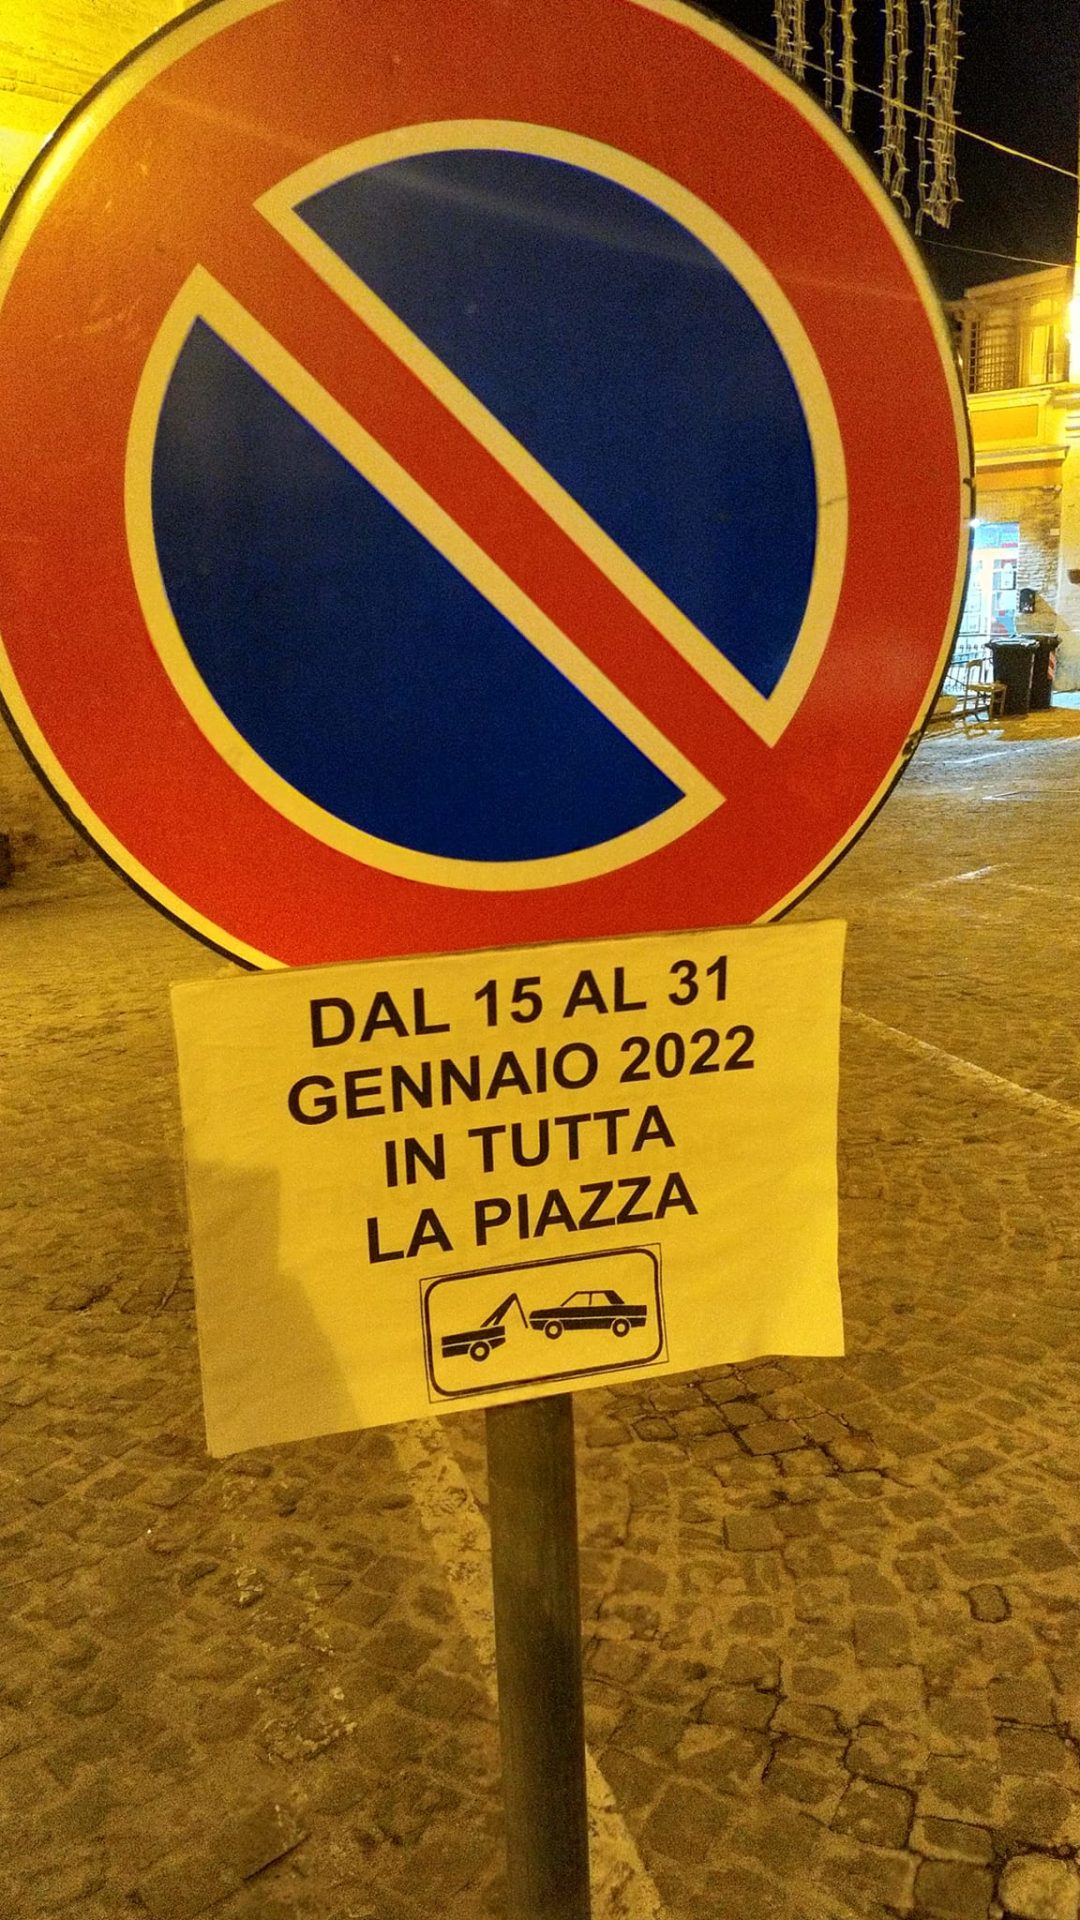 DAL 15 AL 31
GENNAIO 2022
IN TUTTA
LA PIAZZA